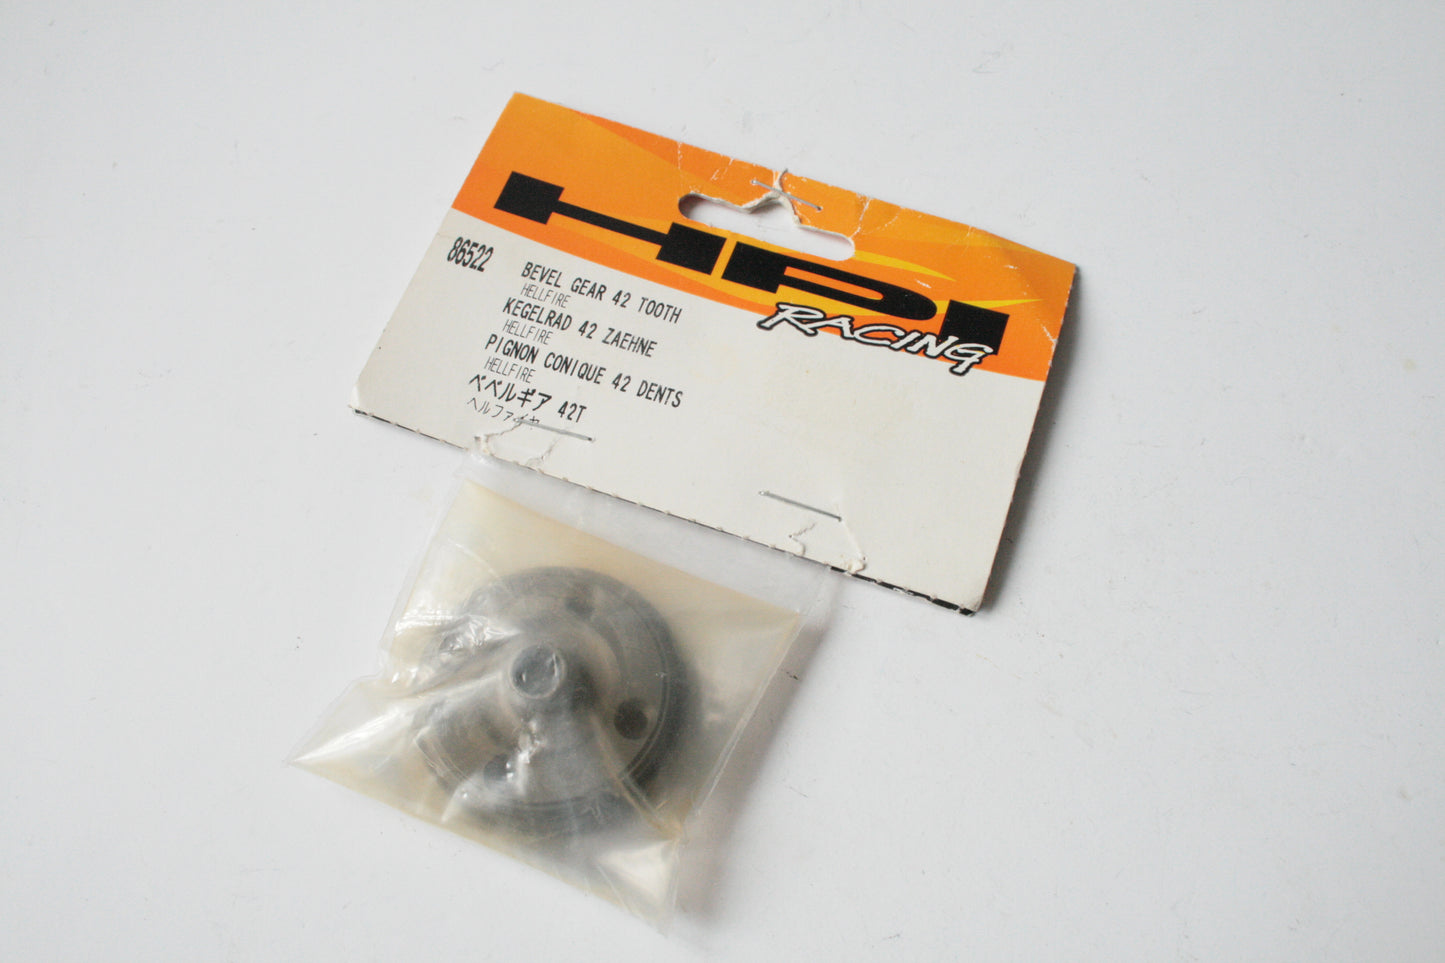 HPI
RACING
86522
BEVEL GEAR 42 TOOTH
HELLFIRE
KEGELRAD 42 ZAEHNE
HELLFIRE
PIGNON CONIQUE 42 DENTS
HELLFIRE
ベベルギア 42T
ヘルファイヤー